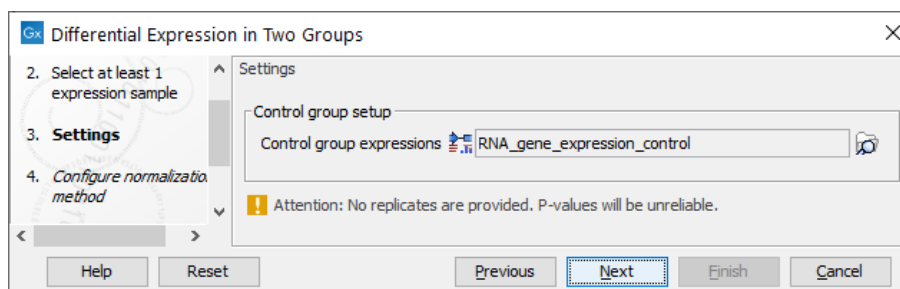 Gx Differential Expression in Two Groups
2. Select at least 1
expression sample
3. Settings
4. Configure normalizatio
method
Settings
Control group setup
Control group expressions RNA_gene_expression_control
Attention: No replicates are provided. P-values will be unreliable.
Help Reset Previous Next Finish Cancel